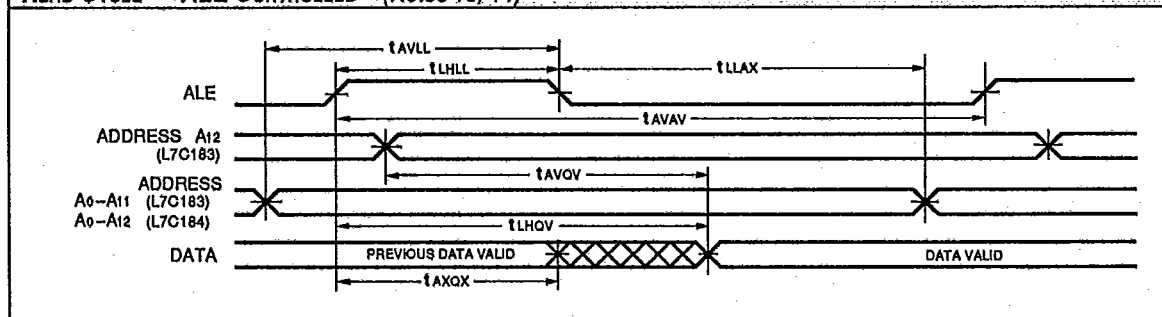 tAVLL
tLHLL
tLLAX
ALE
tAVAV
ADDRESS A12
(L7C183)
tAVQV
ADDRESS
A0–A11 (L7C183)
A0–A12 (L7C184)
tLHQV
DATA
PREVIOUS DATA VALID
DATA VALID
tAXQX